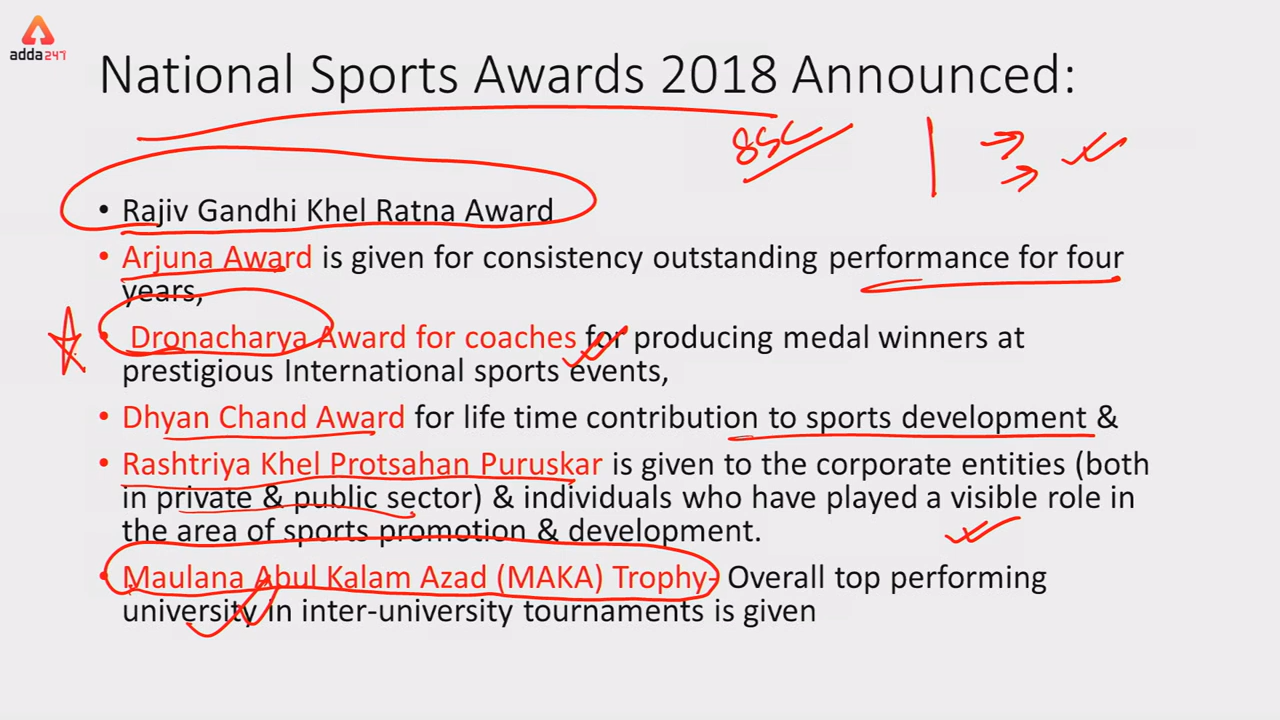 adda247
National Sports Awards 2018 Announced:
SSC
• Rajiv Gandhi Khel Ratna Award
• Arjuna Award is given for consistency outstanding performance for four
years,
• Dronacharya Award for coaches for producing medal winners at
prestigious International sports events,
• Dhyan Chand Award for life time contribution to sports development &
• Rashtriya Khel Protsahan Puruskar is given to the corporate entities (both
in private & public sector) & individuals who have played a visible role in
the area of sports promotion & development.
• Maulana Abul Kalam Azad (MAKA) Trophy- Overall top performing
university in inter-university tournaments is given